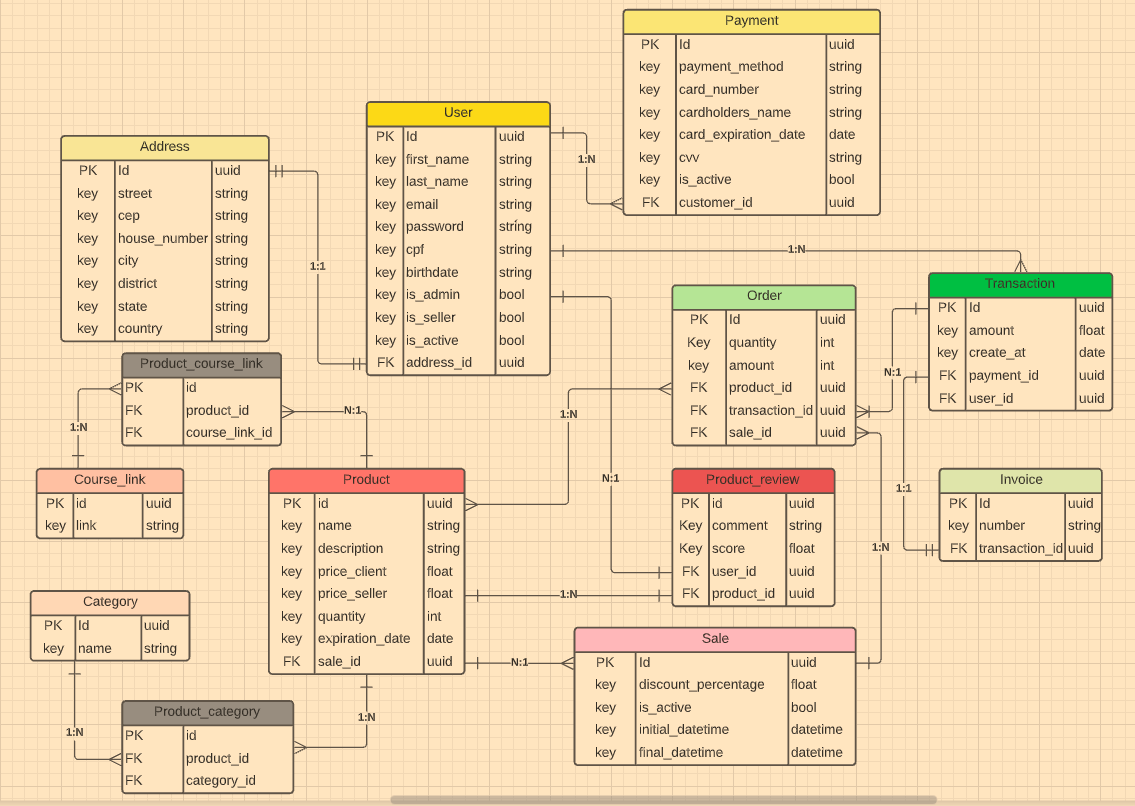 Payment
PK Id uuid
key payment_method string
key card_number string
key cardholders_name string
key card_expiration_date date
key cvv string
key is_active bool
FK customer_id uuid
User
PK Id uuid
key first_name string
key last_name string
key email string
key password string
key cpf string
key birthdate string
key is_admin bool
key is_seller bool
key is_active bool
FK address_id uuid
Address
PK Id uuid
key street string
key cep string
key house_number string
key city string
key district string
key state string
key country string
1:N
1:1
1:N
Transaction
PK Id uuid
key amount float
key create_at date
FK payment_id uuid
FK user_id uuid
Order
PK Id uuid
Key quantity int
key amount int
FK product_id uuid
FK transaction_id uuid
FK sale_id uuid
Product_course_link
PK id
FK product_id
FK course_link_id
N:1
1:N
N:1
1:N
N:1
1:1
1:N
Course_link
PK id uuid
key link string
Product
PK id uuid
key name string
key description string
key price_client float
key price_seller float
key quantity int
key expiration_date date
FK sale_id uuid
Product_review
PK id uuid
Key comment string
Key score float
FK user_id uuid
FK product_id uuid
Invoice
PK Id uuid
key number string
FK transaction_id uuid
1:N
Category
PK Id uuid
key name string
Sale
PK Id uuid
key discount_percentage float
key is_active bool
key initial_datetime datetime
key final_datetime datetime
N:1
1:N
1:N
Product_category
PK id
FK product_id
FK category_id